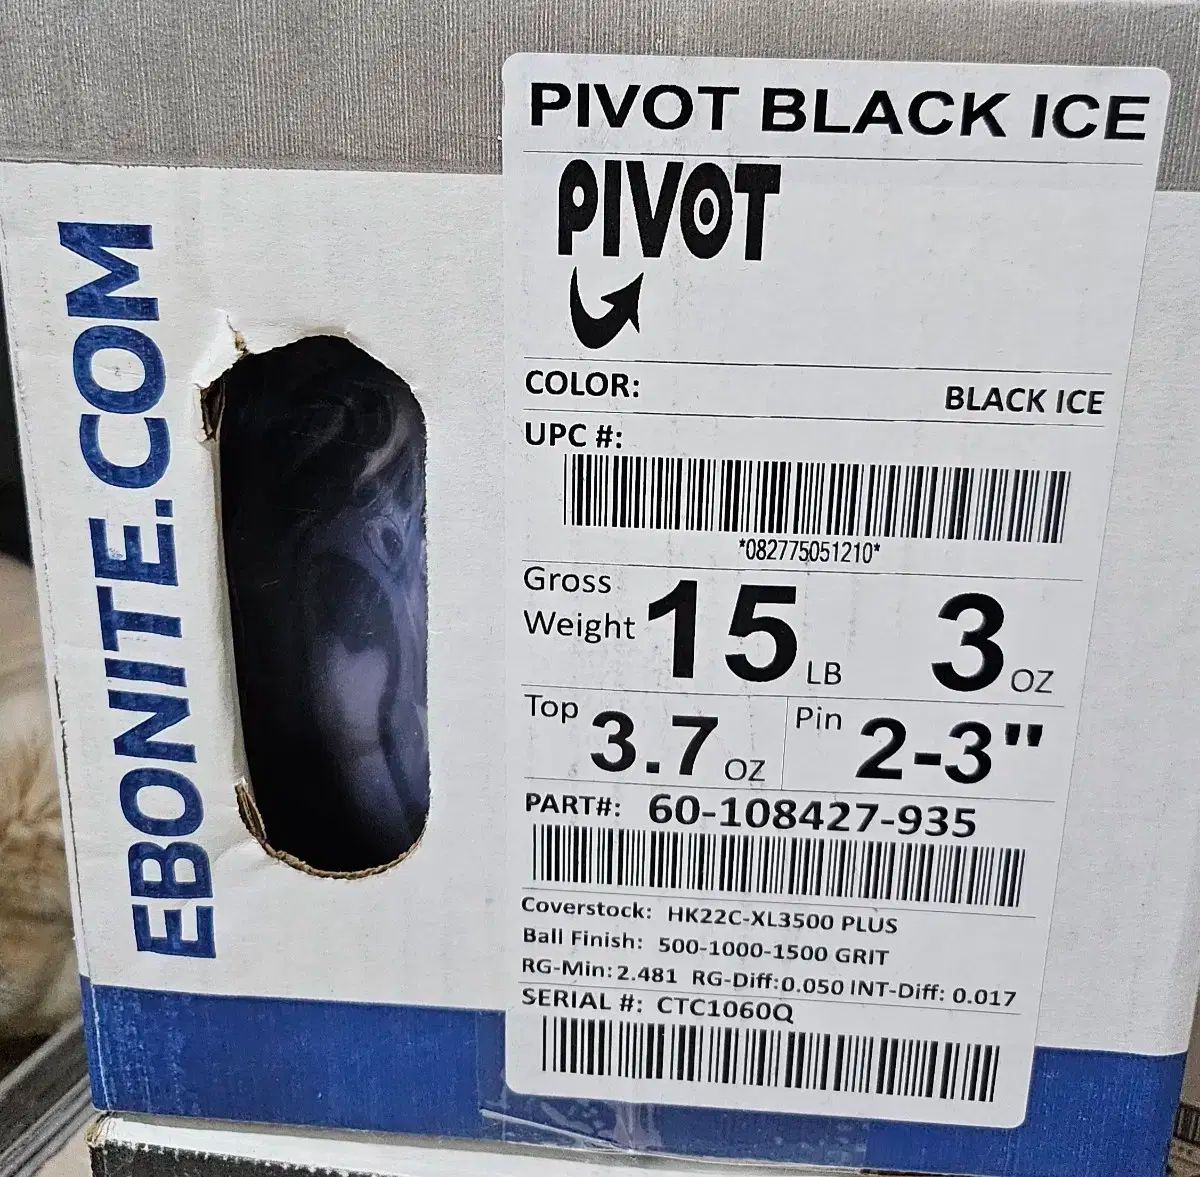 EBONITE.COM
PIVOT BLACK ICE
PIVOT
COLOR: BLACK ICE
UPC #:
*082775051210*
Gross Weight 15 LB 3 OZ
Top 3.7 OZ Pin 2-3"
PART#: 60-108427-935
Coverstock: HK22C-XL3500 PLUS
Ball Finish: 500-1000-1500 GRIT
RG-Min: 2.481 RG-Diff: 0.050 INT-Diff: 0.017
SERIAL #: CTC1060Q